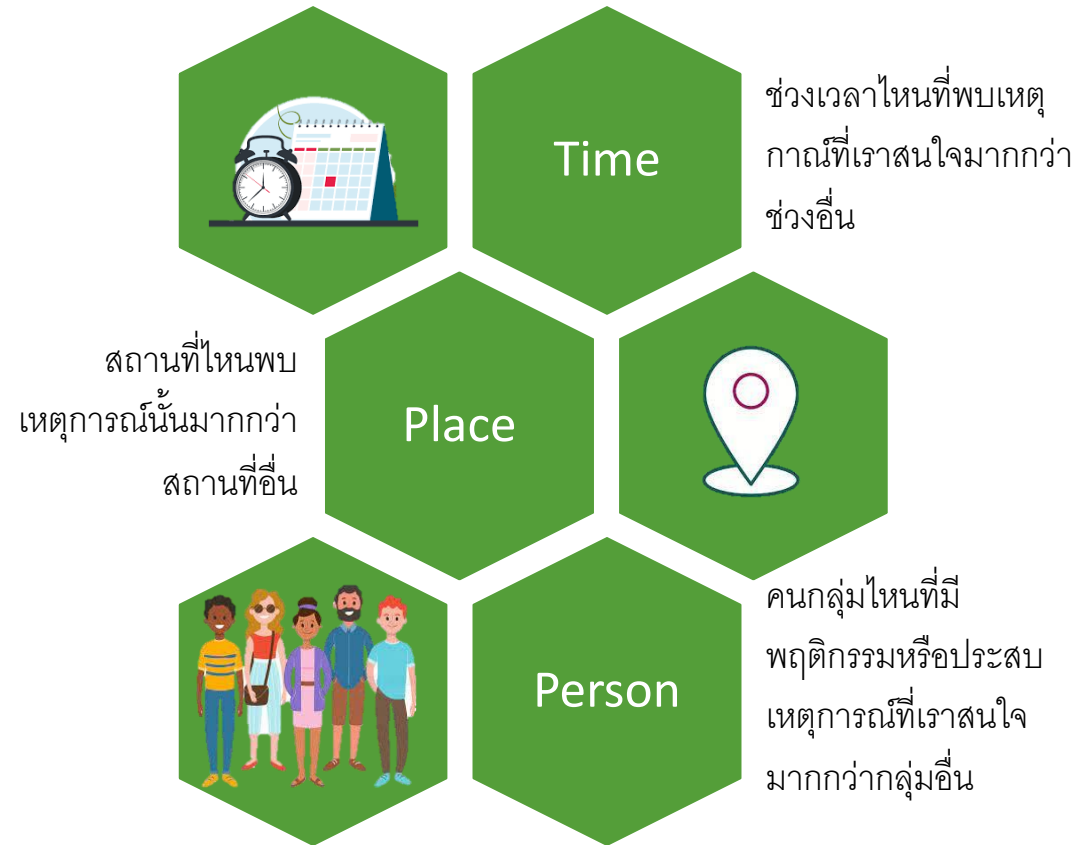 Time
ช่วงเวลาไหนที่พบเหตุ
กาณ์ที่เราสนใจมากกว่า
ช่วงอื่น
สถานที่ไหนพบ
เหตุการณ์นั้นมากกว่า
สถานที่อื่น
Place
Person
คนกลุ่มไหนที่มี
พฤติกรรมหรือประสบ
เหตุการณ์ที่เราสนใจ
มากกว่ากลุ่มอื่น